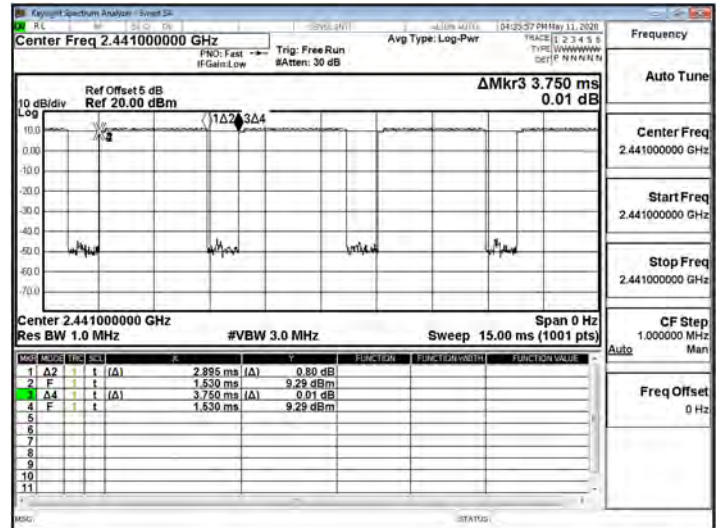 Keysight Spectrum Analyzer - Swept SA
RL
Center Freq 2.441000000 GHz
PNO: Fast
IFGain:Low
Trig: Free Run
#Atten: 30 dB
Avg Type: Log-Pwr
04:35:57 PM May 11, 2020
TRACE 1 2 3 4 5 6
TYPE WWWWWW
DET P N N N N N
Frequency
Auto Tune
Center Freq
2.441000000 GHz
Start Freq
2.441000000 GHz
Stop Freq
2.441000000 GHz
CF Step
1.000000 MHz
Auto Man
Freq Offset
0 Hz
Ref Offset 5 dB
Ref 20.00 dBm
ΔMkr3 3.750 ms
0.01 dB
10 dB/div
Log
1Δ2 3Δ4
10.0
0.00
-10.0
-20.0
-30.0
-40.0
-50.0
-60.0
-70.0
Center 2.441000000 GHz
Span 0 Hz
Res BW 1.0 MHz
#VBW 3.0 MHz
Sweep 15.00 ms (1001 pts)
MKR MODE TRC SCL X Y FUNCTION FUNCTION WIDTH FUNCTION VALUE
1 Δ2 1 t (Δ) 2.895 ms (Δ) 0.80 dB
2 F 1 t 1.530 ms 9.29 dBm
3 Δ4 1 t (Δ) 3.750 ms (Δ) 0.01 dB
4 F 1 t 1.530 ms 9.29 dBm
5
6
7
8
9
10
11
MSG
STATUS